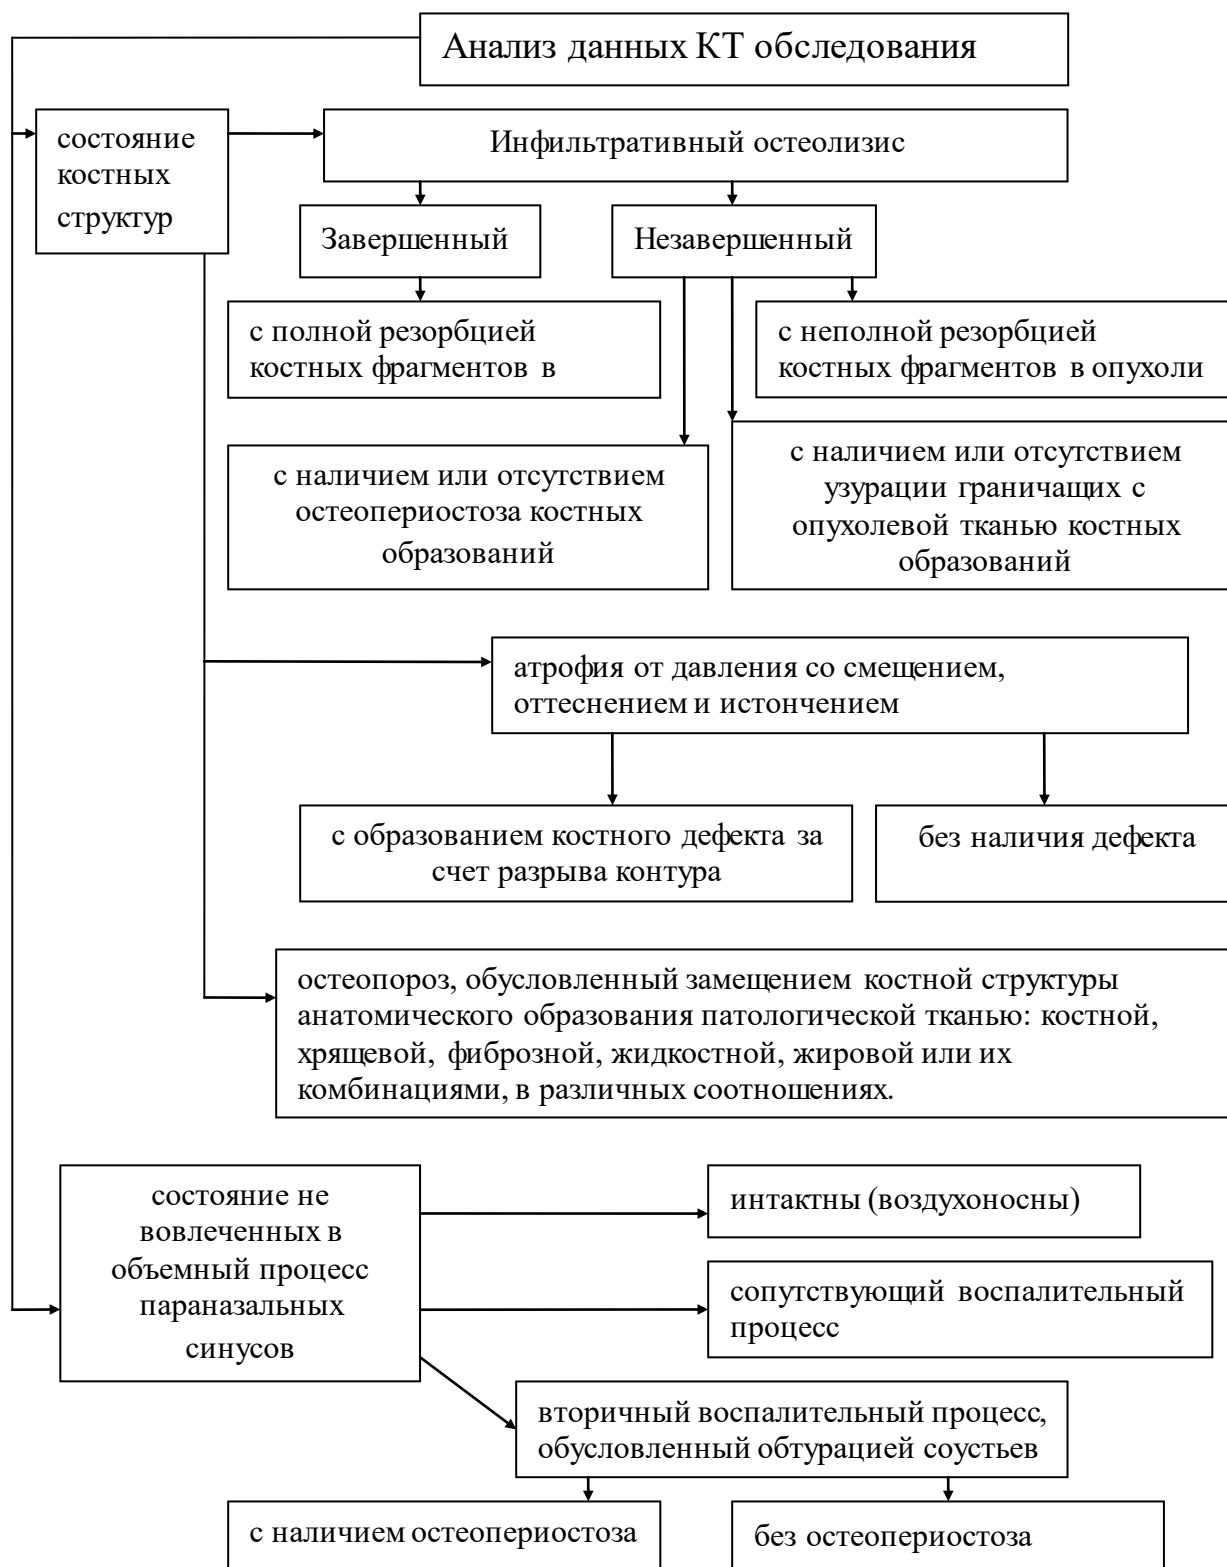 Анализ данных КТ обследования
состояние
костных
структур
Инфильтративный остеолизис
Завершенный
Незавершенный
с полной резорбцией
костных фрагментов в
с неполной резорбцией
костных фрагментов в опухоли
с наличием или отсутствием
остеопериостоза костных
образований
с наличием или отсутствием
узурации граничащих с
опухолевой тканью костных
образований
атрофия от давления со смещением,
оттеснением и истончением
с образованием костного дефекта за
счет разрыва контура
без наличия дефекта
остеопороз, обусловленный замещением костной структуры
анатомического образования патологической тканью: костной,
хрящевой, фиброзной, жидкостной, жировой или их
комбинациями, в различных соотношениях.
состояние не
вовлеченных в
объемный процесс
параназальных
синусов
интактны (воздухоносны)
сопутствующий воспалительный
процесс
вторичный воспалительный процесс,
обусловленный обтурацией соустьев
с наличием остеопериостоза
без остеопериостоза